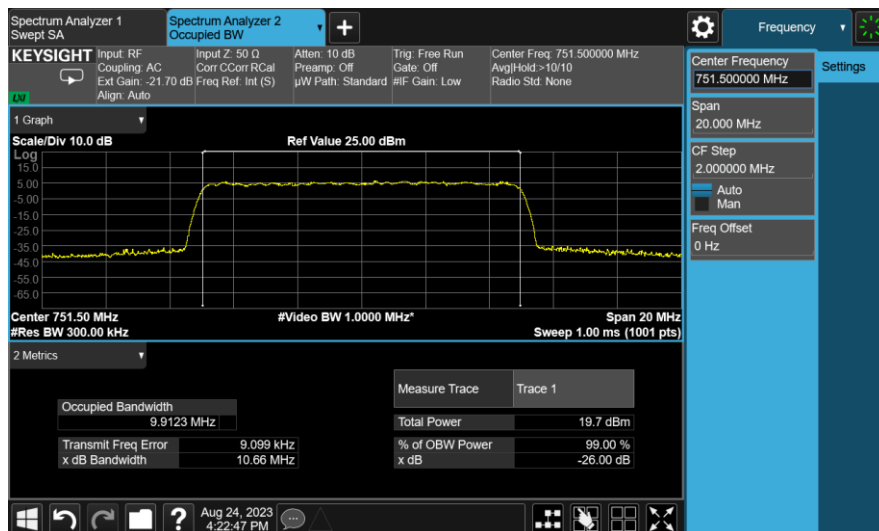 Spectrum Analyzer 1
Swept SA
Spectrum Analyzer 2
Occupied BW
Frequency
KEYSIGHT
Input: RF
Coupling: AC
Ext Gain: -21.70 dB
Align: Auto
Input Z: 50 Ω
Corr CCorr RCal
Freq Ref: Int (S)
Atten: 10 dB
Preamp: Off
µW Path: Standard
Trig: Free Run
Gate: Off
#IF Gain: Low
Center Freq: 751.500000 MHz
Avg|Hold:>10/10
Radio Std: None
LXI
Center Frequency
751.500000 MHz
Settings
Span
20.000 MHz
CF Step
2.000000 MHz
Auto
Man
Freq Offset
0 Hz
1 Graph
Scale/Div 10.0 dB
Ref Value 25.00 dBm
Log
15.0
5.00
-5.00
-15.0
-25.0
-35.0
-45.0
-55.0
-65.0
Center 751.50 MHz
#Video BW 1.0000 MHz*
Span 20 MHz
#Res BW 300.00 kHz
Sweep 1.00 ms (1001 pts)
2 Metrics
Measure Trace
Trace 1
Occupied Bandwidth
9.9123 MHz
Total Power
19.7 dBm
Transmit Freq Error
9.099 kHz
% of OBW Power
99.00 %
x dB Bandwidth
10.66 MHz
x dB
-26.00 dB
?
Aug 24, 2023
4:22:47 PM